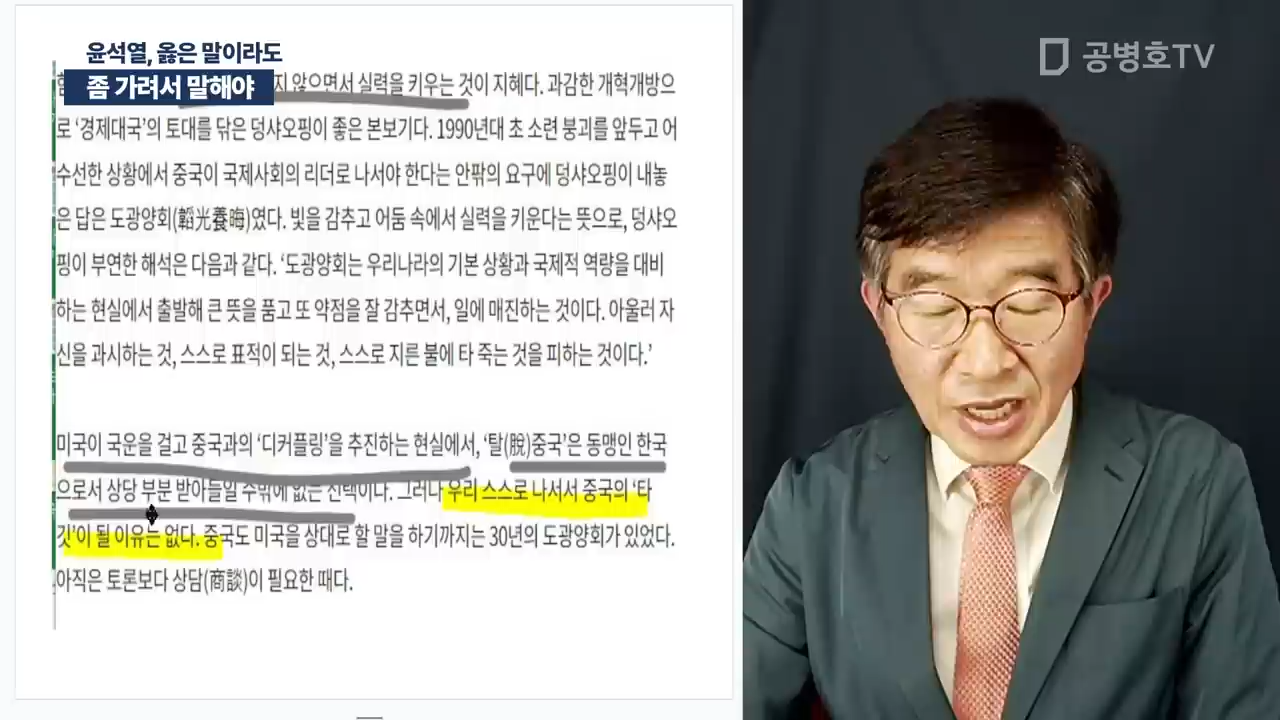 윤석열, 옳은 말이라도
좀 가려서 말해야
공병호TV
지 않으면서 실력을 키우는 것이 지혜다. 과감한 개혁개방으
로 ‘경제대국’의 토대를 닦은 덩샤오핑이 좋은 본보기다. 1990년대 초 소련 붕괴를 앞두고 어
수선한 상황에서 중국이 국제사회의 리더로 나서야 한다는 안팎의 요구에 덩샤오핑이 내놓
은 답은 도광양회(韜光養晦)였다. 빛을 감추고 어둠 속에서 실력을 키운다는 뜻으로, 덩샤오
핑이 부연한 해석은 다음과 같다. ‘도광양회는 우리나라의 기본 상황과 국제적 역량을 대비
하는 현실에서 출발해 큰 뜻을 품고 또 약점을 잘 감추면서, 일에 매진하는 것이다. 아울러 자
신을 과시하는 것, 스스로 표적이 되는 것, 스스로 지른 불에 타 죽는 것을 피하는 것이다.’
미국이 국운을 걸고 중국과의 ‘디커플링’을 추진하는 현실에서, ‘탈(脫)중국’은 동맹인 한국
으로서 상당 부분 받아들일 수밖에 없는 선택이다. 그러나 우리 스스로 나서서 중국의 ‘타
깃’이 될 이유는 없다. 중국도 미국을 상대로 할 말을 하기까지는 30년의 도광양회가 있었다.
아직은 토론보다 상담(商談)이 필요한 때다.